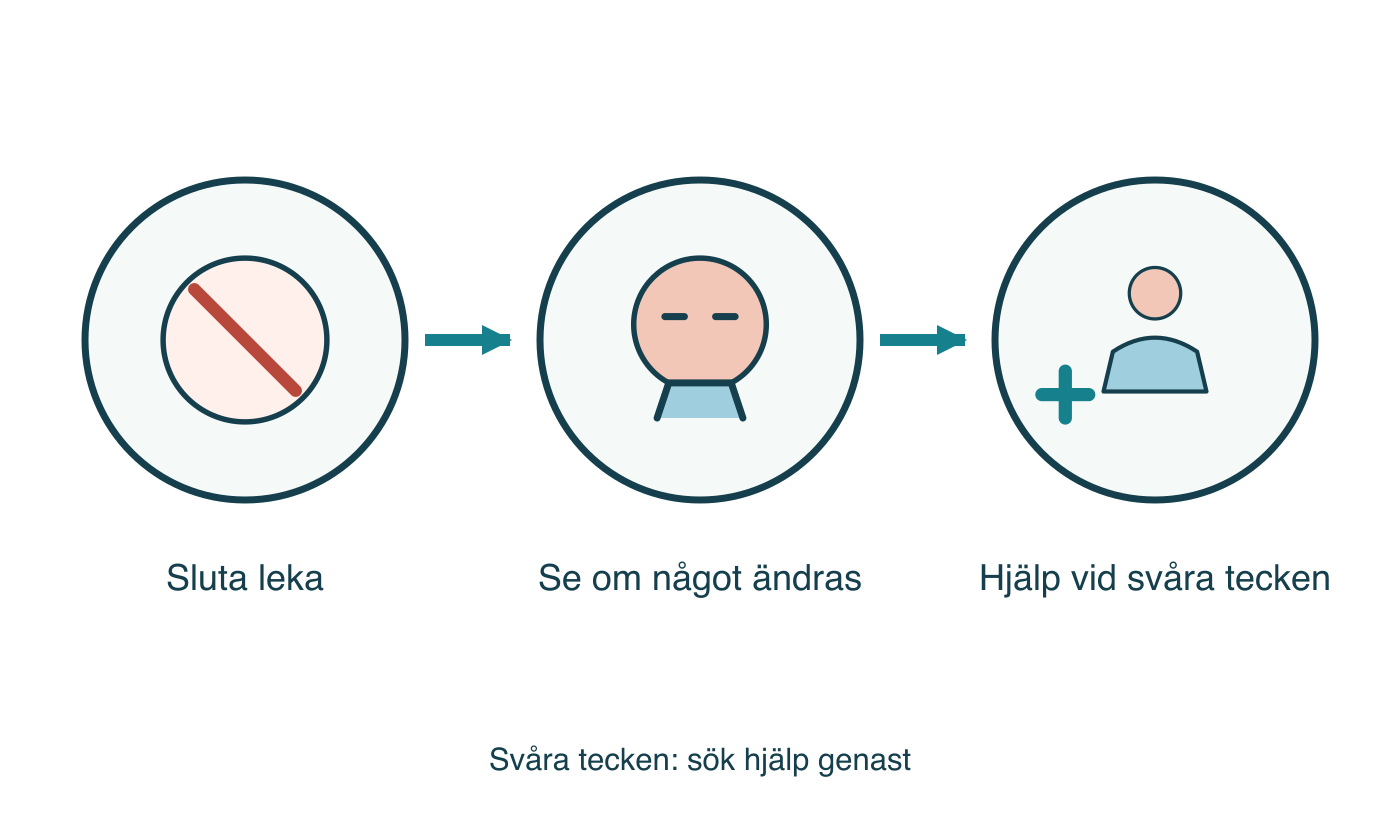 Sluta leka
Se om något ändras
Hjälp vid svåra tecken
Svåra tecken: sök hjälp genast